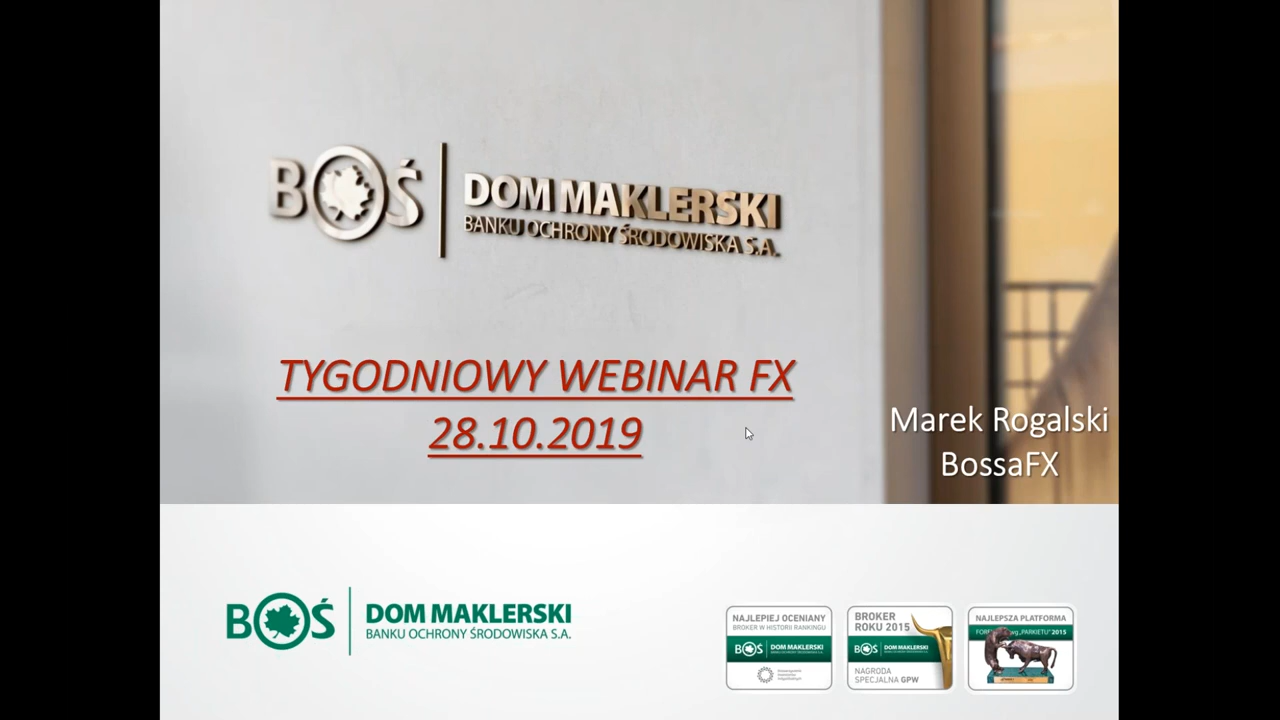 BOŚ
DOM MAKLERSKI
BANKU OCHRONY ŚRODOWISKA S.A.
TYGODNIOWY WEBINAR FX
28.10.2019
Marek Rogalski
BossaFX
BOŚ
DOM MAKLERSKI
BANKU OCHRONY ŚRODOWISKA S.A.
NAJLEPIEJ OCENIANY
BROKER W HISTORII RANKINGU
BOŚ
DOM MAKLERSKI
BROKER
ROKU 2015
BOŚ
DOM MAKLERSKI
NAGRODA
SPECJALNA GPW
NAJLEPSZA PLATFORMA
"PARKIETU" 2015